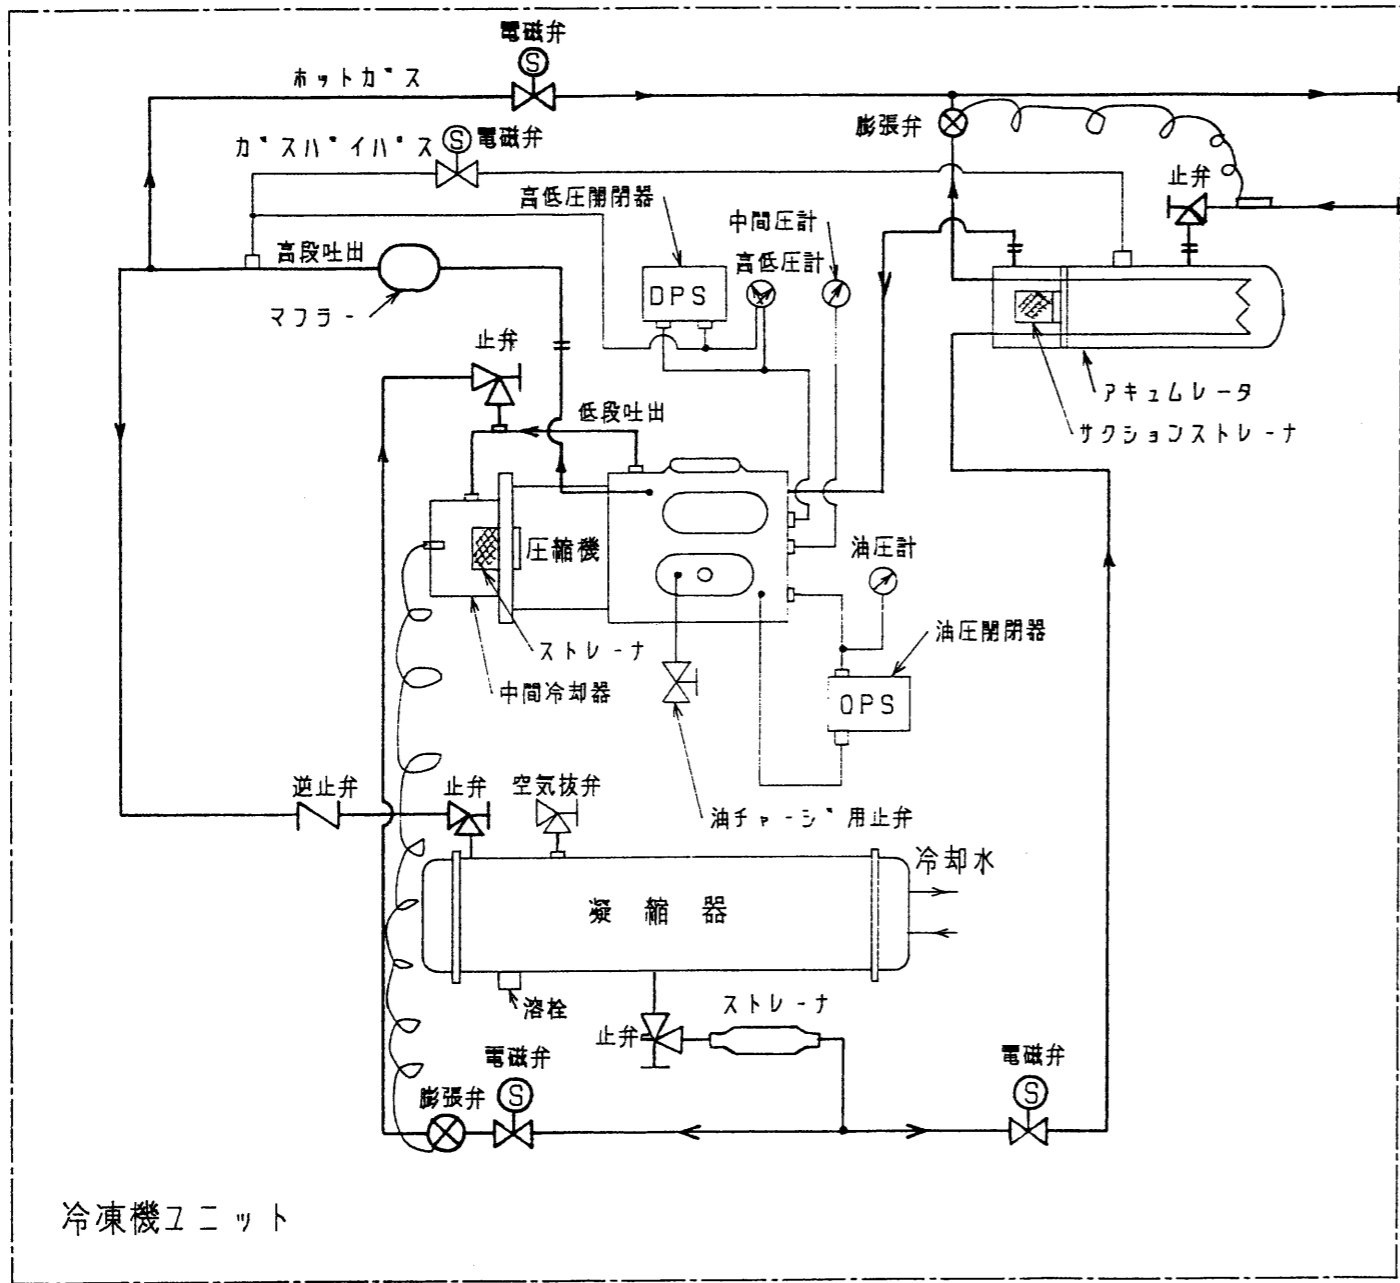 電磁弁
S
ホットガス
膨張弁
ガスバイパス
S
電磁弁
止弁
高低圧開閉器
中間圧計
高段吐出
高低圧計
DPS
マフラー
止弁
アキュムレータ
低段吐出
サクションストレーナ
圧縮機
油圧計
ストレーナ
油圧開閉器
中間冷却器
OPS
逆止弁
止弁
空気抜弁
油チャージ用止弁
冷却水
凝縮器
溶栓
ストレーナ
止弁
電磁弁
S
電磁弁
S
膨張弁
冷凍機ユニット